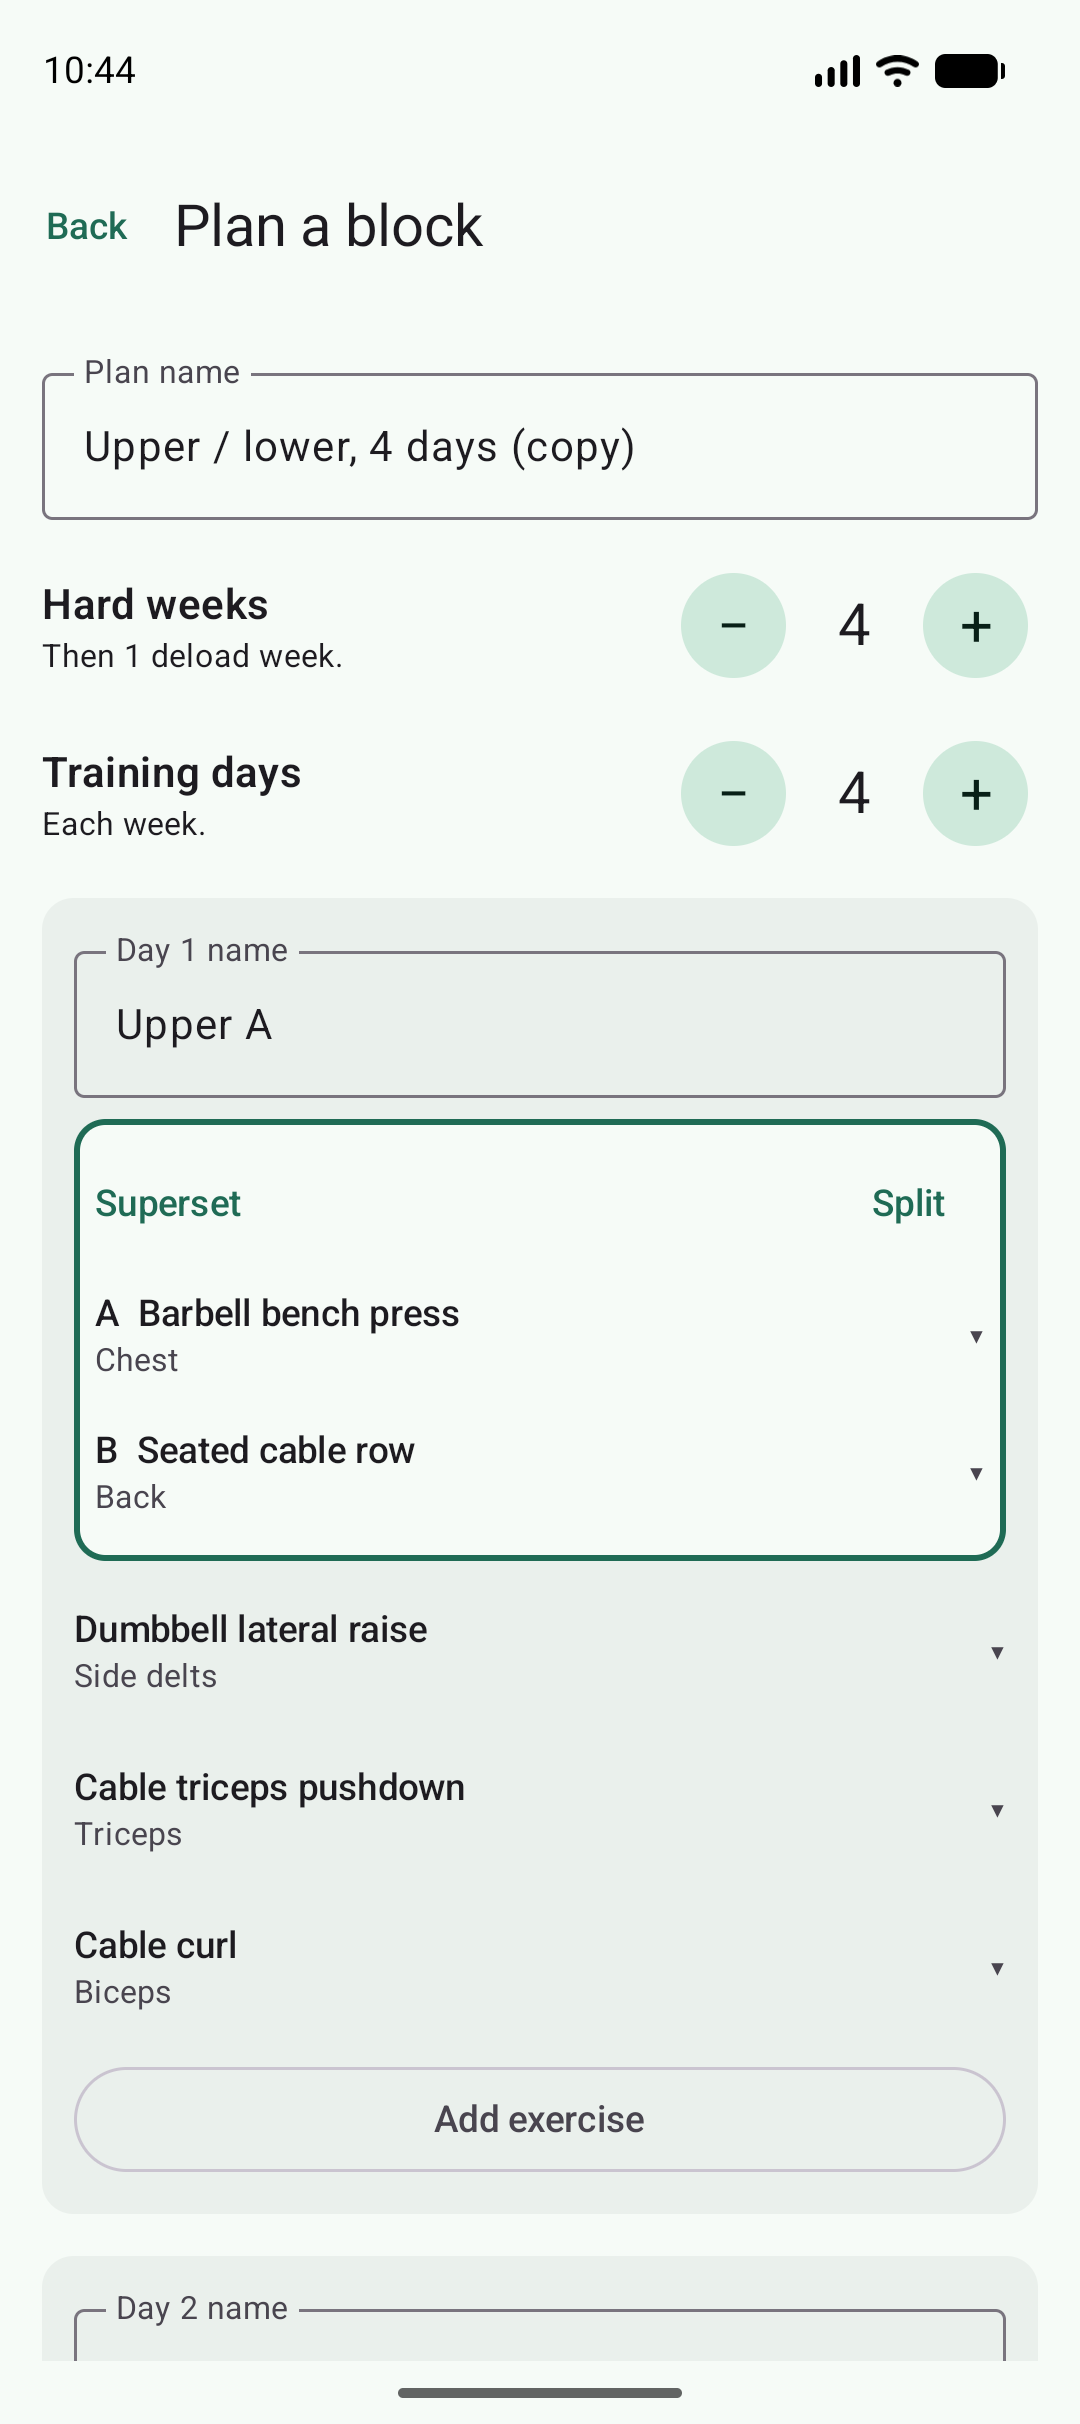 10:44
Back Plan a block
Plan name
Upper / lower, 4 days (copy)
Hard weeks
Then 1 deload week.
− 4 +
Training days
Each week.
− 4 +
Day 1 name
Upper A
Superset Split
A Barbell bench press
Chest
B Seated cable row
Back
Dumbbell lateral raise
Side delts
Cable triceps pushdown
Triceps
Cable curl
Biceps
Add exercise
Day 2 name